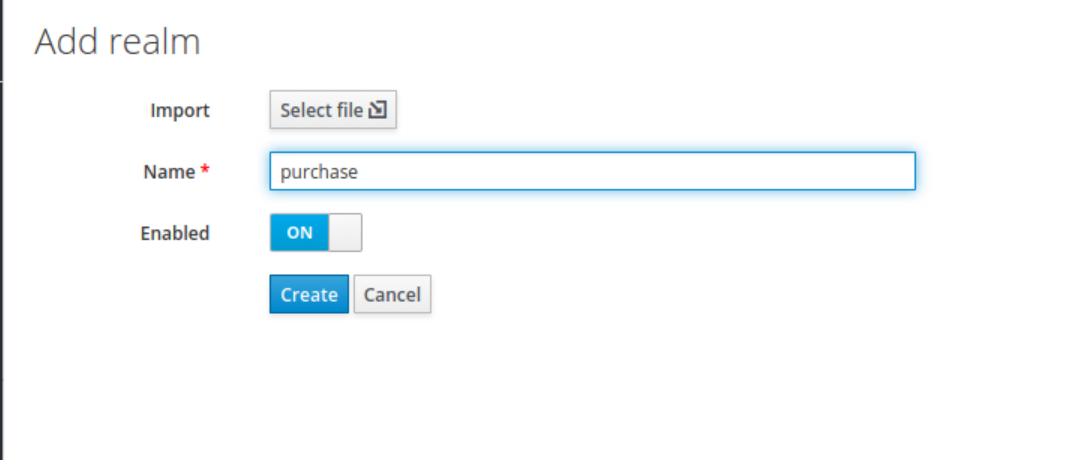 Add realm
Import Select file
Name * purchase
Enabled ON
Create Cancel